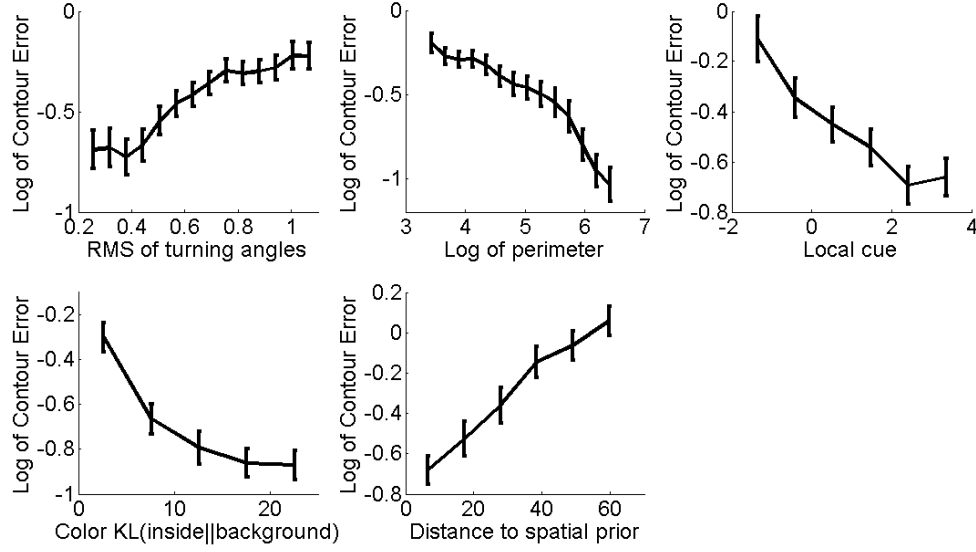 0
-0.5
-1
0.2 0.4 0.6 0.8 1
Log of Contour Error
RMS of turning angles
0
-0.5
-1
3 4 5 6 7
Log of Contour Error
Log of perimeter
0
-0.2
-0.4
-0.6
-0.8
-2 0 2 4
Log of Contour Error
Local cue
-0.2
-0.4
-0.6
-0.8
-1
0 10 20
Log of Contour Error
Color KL(inside||background)
0.2
0
-0.2
-0.4
-0.6
-0.8
0 20 40 60
Log of Contour Error
Distance to spatial prior